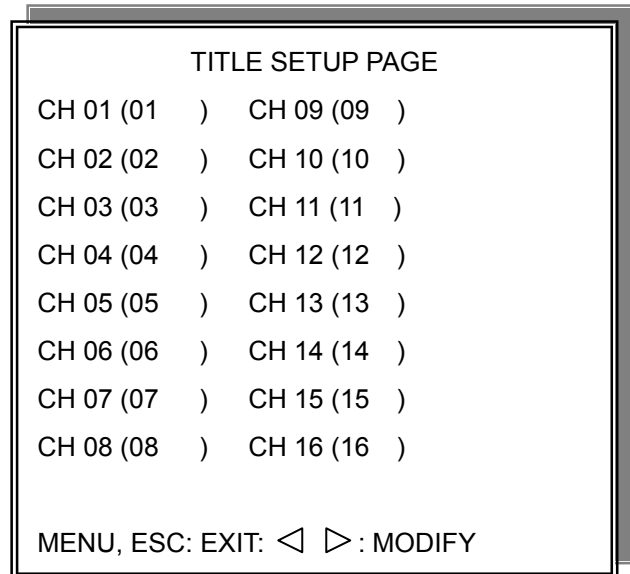 TITLE SETUP PAGE
CH 01 (01 ) CH 09 (09 )
CH 02 (02 ) CH 10 (10 )
CH 03 (03 ) CH 11 (11 )
CH 04 (04 ) CH 12 (12 )
CH 05 (05 ) CH 13 (13 )
CH 06 (06 ) CH 14 (14 )
CH 07 (07 ) CH 15 (15 )
CH 08 (08 ) CH 16 (16 )
MENU, ESC: EXIT: ◁ ▷ : MODIFY